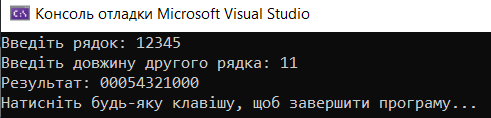 Консоль отладки Microsoft Visual Studio
Введіть рядок: 12345
Введіть довжину другого рядка: 11
Результат: 00054321000
Натисніть будь-яку клавішу, щоб завершити програму...